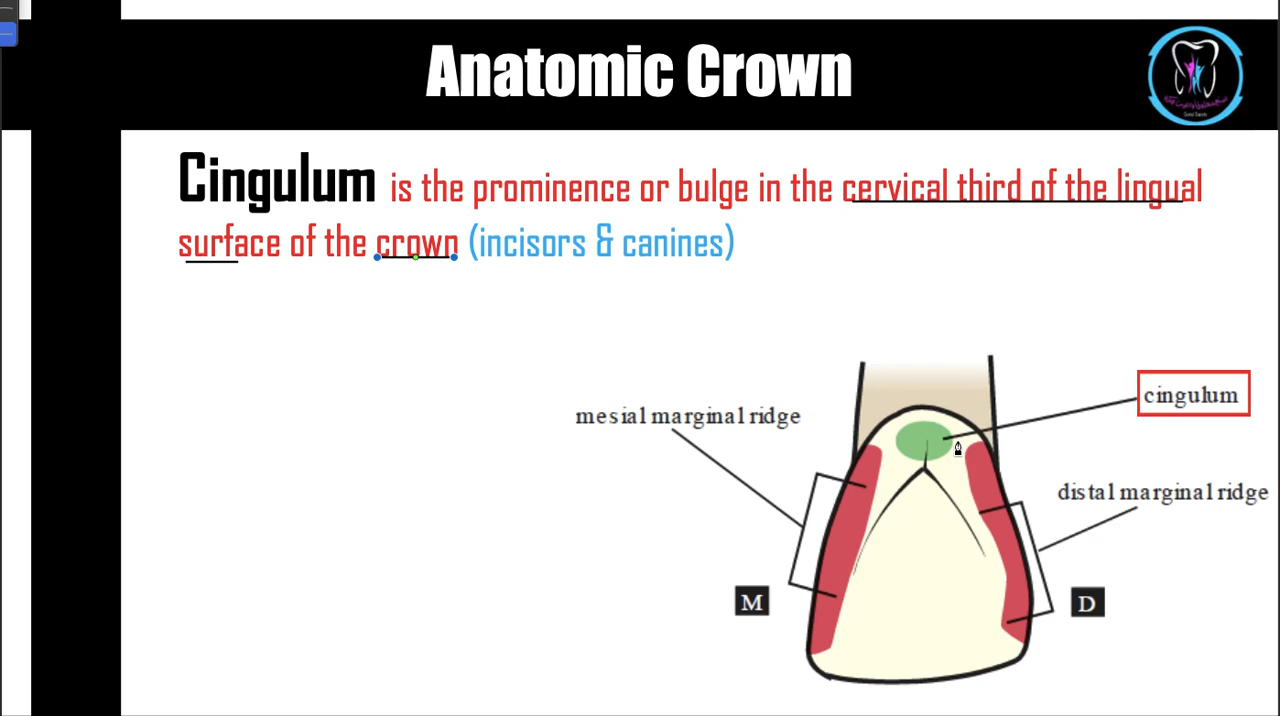 Anatomic Crown
Cingulum is the prominence or bulge in the cervical third of the lingual
surface of the crown (incisors & canines)
cingulum
mesial marginal ridge
distal marginal ridge
M
D